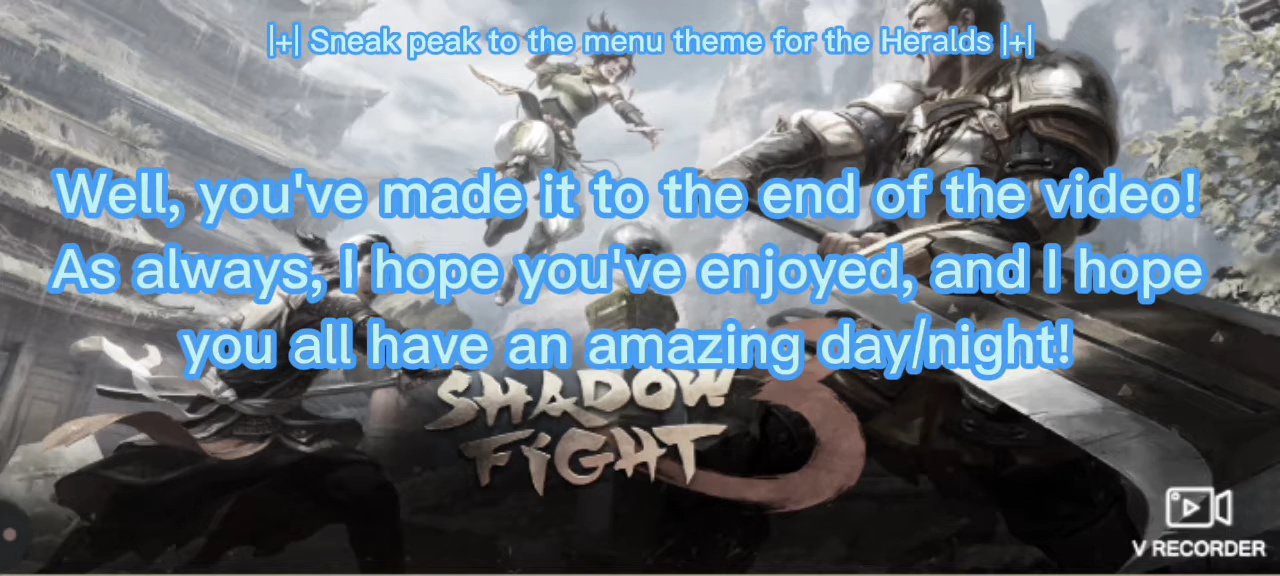 |+| Sneak peak to the menu theme for the Heralds |+|
Well, you've made it to the end of the video!
As always, I hope you've enjoyed, and I hope
you all have an amazing day/night!
SHADOW
FIGHT 3
V RECORDER